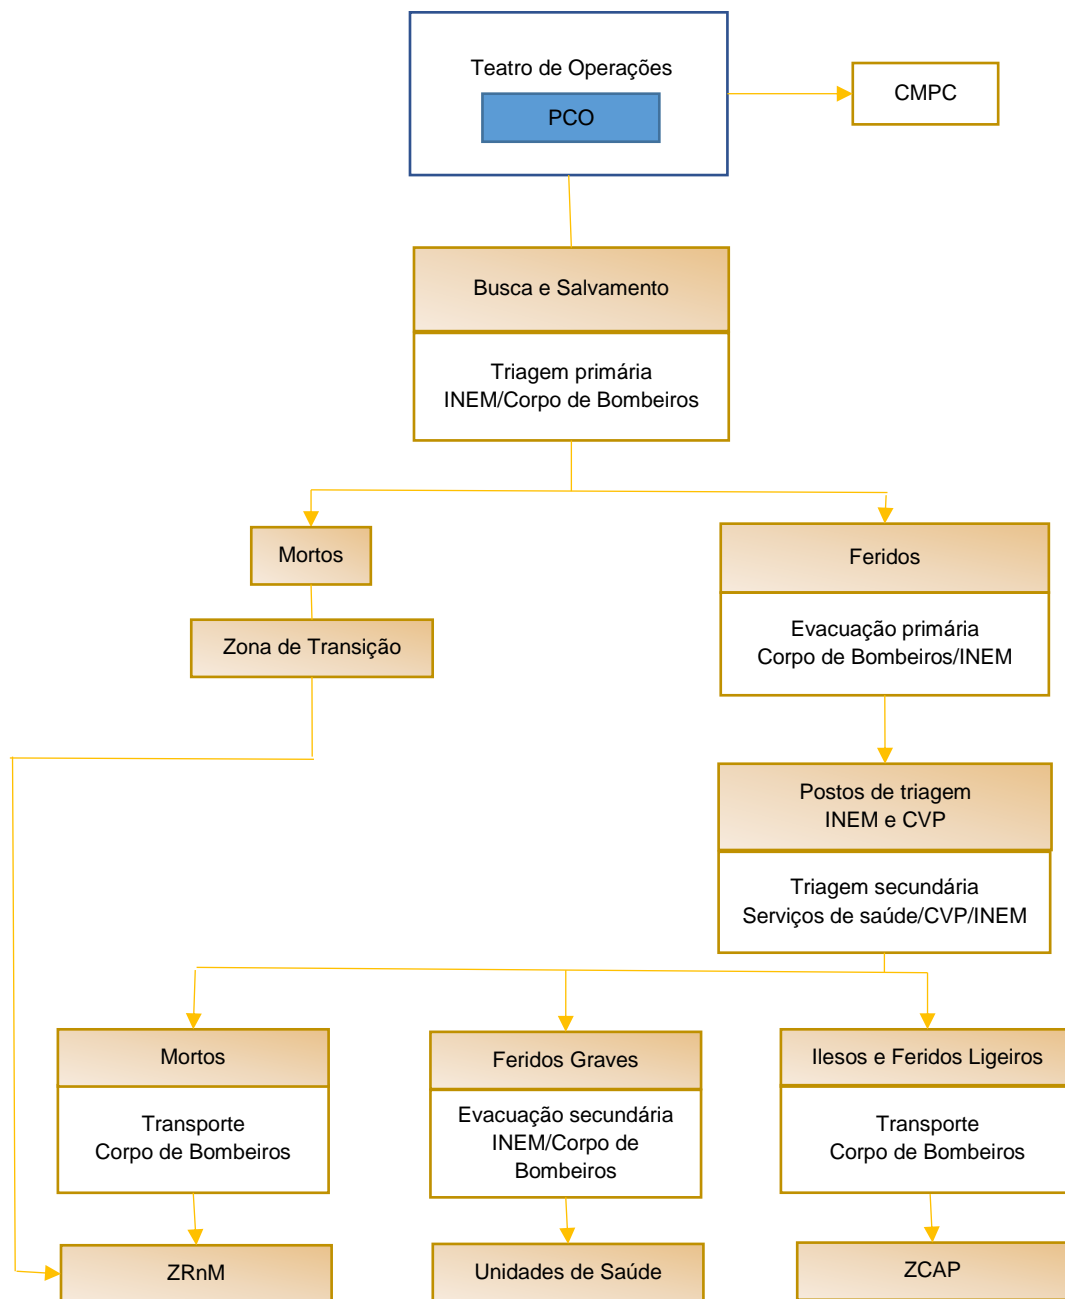 Teatro de Operações
PCO
CMPC
Busca e Salvamento
Triagem primária
INEM/Corpo de Bombeiros
Mortos
Feridos
Zona de Transição
Evacuação primária
Corpo de Bombeiros/INEM
Postos de triagem
INEM e CVP
Triagem secundária
Serviços de saúde/CVP/INEM
Mortos
Transporte
Corpo de Bombeiros
Feridos Graves
Evacuação secundária
INEM/Corpo de
Bombeiros
Ilesos e Feridos Ligeiros
Transporte
Corpo de Bombeiros
ZRnM
Unidades de Saúde
ZCAP